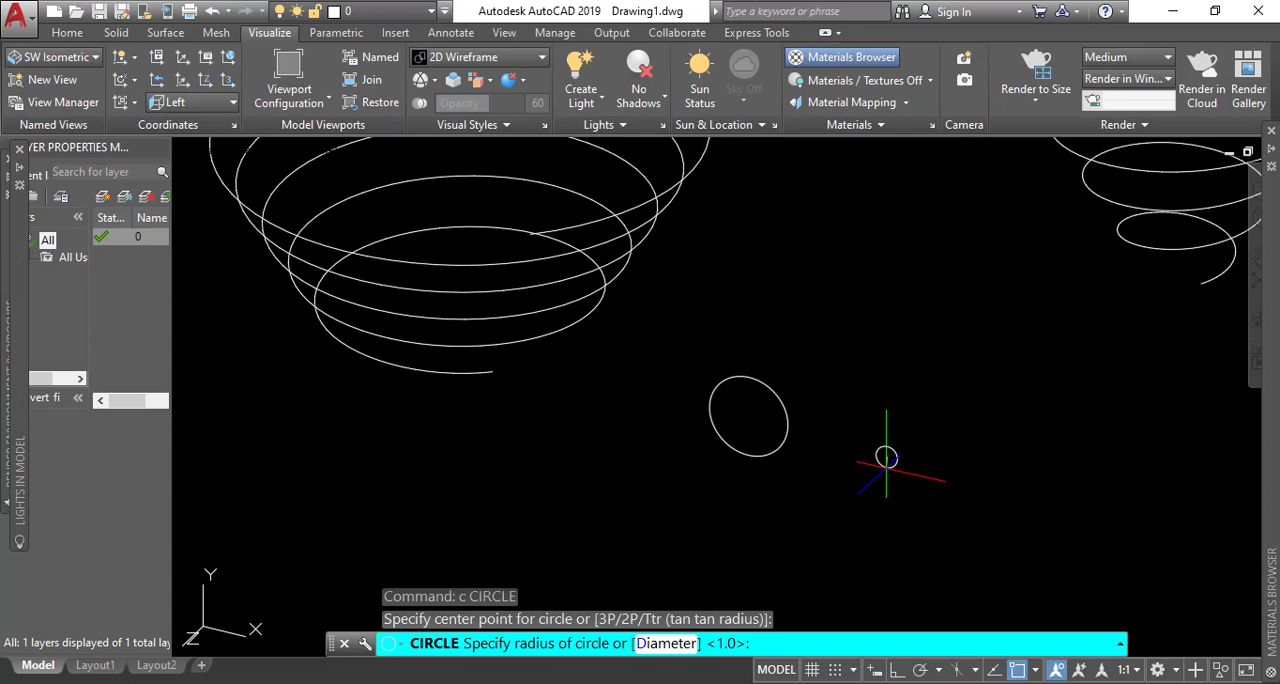 Autodesk AutoCAD 2019 Drawing1.dwg
Type a keyword or phrase
Sign In
0
Home Solid Surface Mesh Visualize Parametric Insert Annotate View Manage Output Collaborate Express Tools
SW Isometric
New View
View Manager
Named Views
Left
Coordinates
Viewport
Configuration
Named
Join
Restore
Model Viewports
2D Wireframe
Opacity 60
Visual Styles
Create
Light
No
Shadows
Lights
Sun
Status
Sky Off
Sun & Location
Materials Browser
Materials / Textures Off
Material Mapping
Materials
Camera
Render to Size
Medium
Render in Win...
Render in
Cloud
Render
Gallery
Render
YER PROPERTIES M...
ent l
Search for layer
rs
Stat... Name
All
0
All Us
vert fi
LIGHTS IN MODEL
MATERIALS BROWSER
Y
X
Z
Command: c CIRCLE
Specify center point for circle or [3P/2P/Ttr (tan tan radius)]:
CIRCLE Specify radius of circle or [Diameter] <1.0>:
All: 1 layers displayed of 1 total lay
Model Layout1 Layout2 +
MODEL
1:1